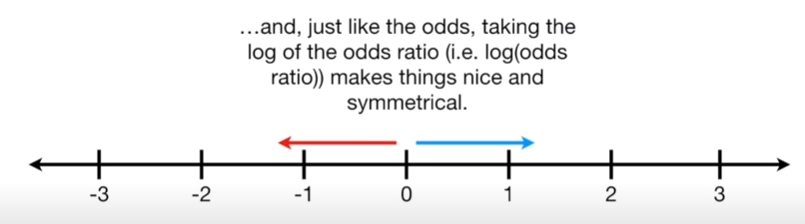 ...and, just like the odds, taking the
log of the odds ratio (i.e. log(odds
ratio)) makes things nice and
symmetrical.
-3 -2 -1 0 1 2 3